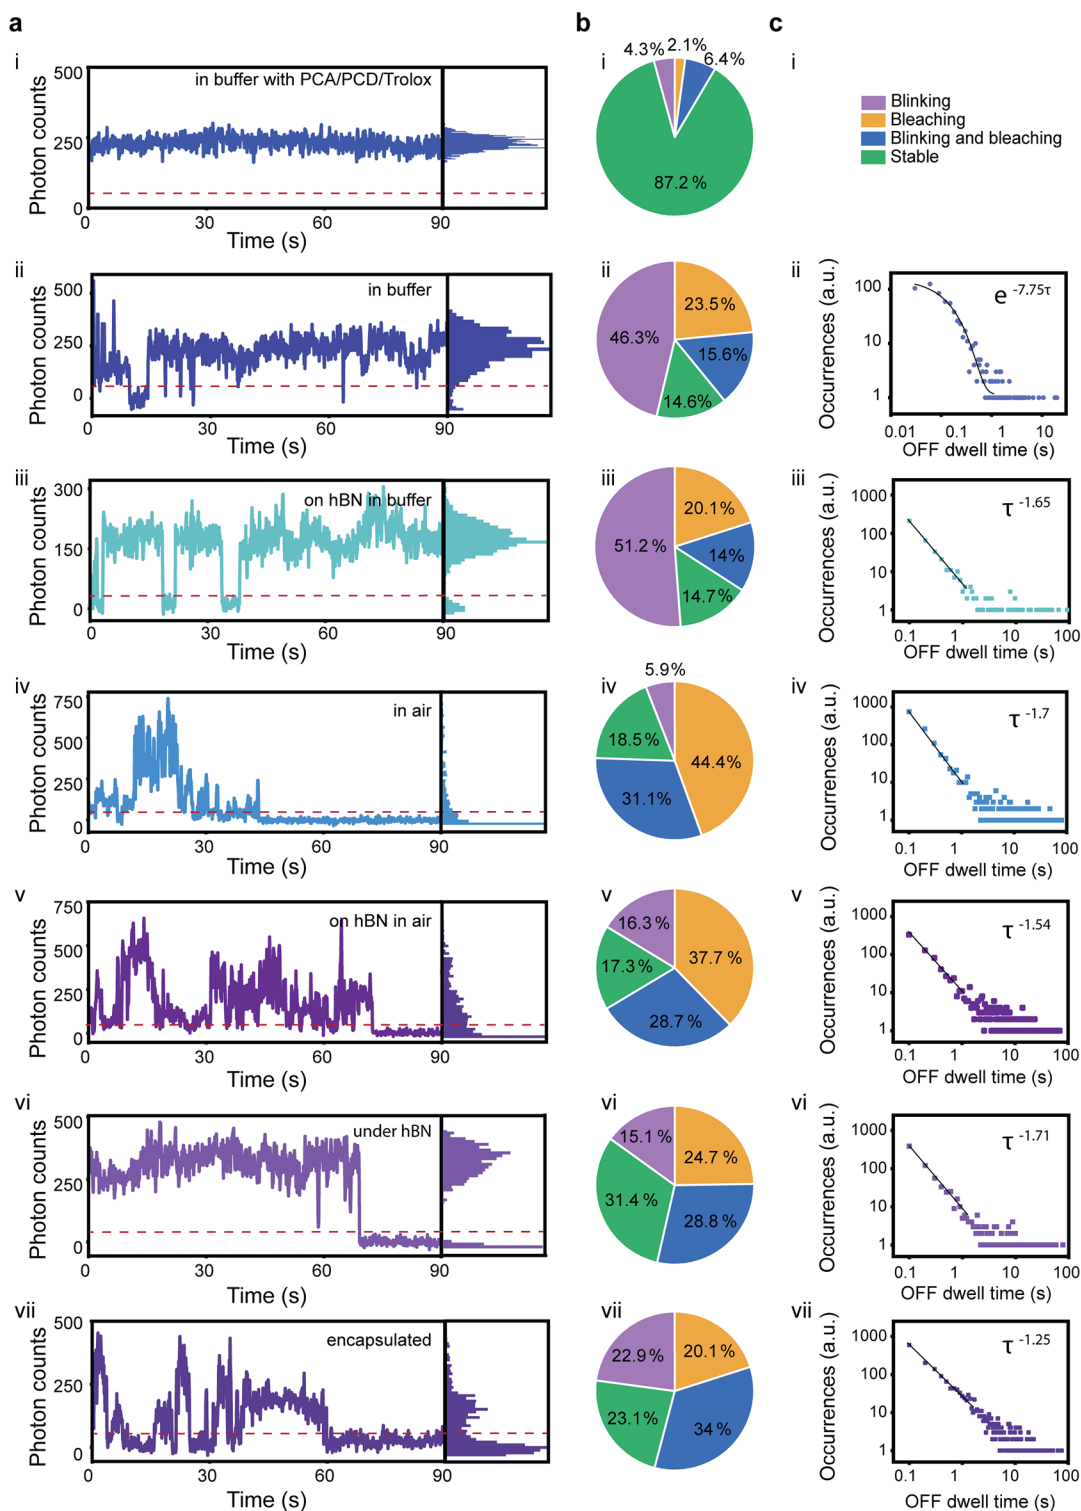 a
b
c
i
500
250
0
Photon counts
in buffer with PCA/PCD/Trolox
0
30
60
90
Time (s)
i
4.3%
2.1%
6.4%
87.2 %
i
Blinking
Bleaching
Blinking and bleaching
Stable
ii
500
250
0
Photon counts
in buffer
0
30
60
90
Time (s)
ii
46.3%
23.5%
15.6%
14.6%
ii
Occurrences (a.u.)
100
10
1
e -7.75τ
0.01
0.1
1
10
OFF dwell time (s)
iii
300
150
0
Photon counts
on hBN in buffer
0
30
60
90
Time (s)
iii
51.2 %
20.1%
14%
14.7%
iii
Occurrences (a.u.)
1000
100
10
1
τ -1.65
0.1
1
10
100
OFF dwell time (s)
iv
750
500
250
0
Photon counts
in air
0
30
60
90
Time (s)
iv
5.9%
18.5 %
44.4%
31.1%
iv
Occurrences (a.u.)
1000
100
10
1
τ -1.7
0.1
1
10
100
OFF dwell time (s)
v
750
500
250
0
Photon counts
on hBN in air
0
30
60
90
Time (s)
v
16.3 %
17.3 %
37.7 %
28.7 %
v
Occurrences (a.u.)
1000
100
10
1
τ -1.54
0.1
1
10
100
OFF dwell time (s)
vi
500
250
0
Photon counts
under hBN
0
30
60
90
Time (s)
vi
15.1 %
24.7 %
31.4 %
28.8 %
vi
Occurrences (a.u.)
1000
100
10
1
τ -1.71
0.1
1
10
100
OFF dwell time (s)
vii
500
250
0
Photon counts
encapsulated
0
30
60
90
Time (s)
vii
22.9 %
20.1 %
23.1 %
34 %
vii
Occurrences (a.u.)
1000
100
10
1
τ -1.25
0.1
1
10
100
OFF dwell time (s)